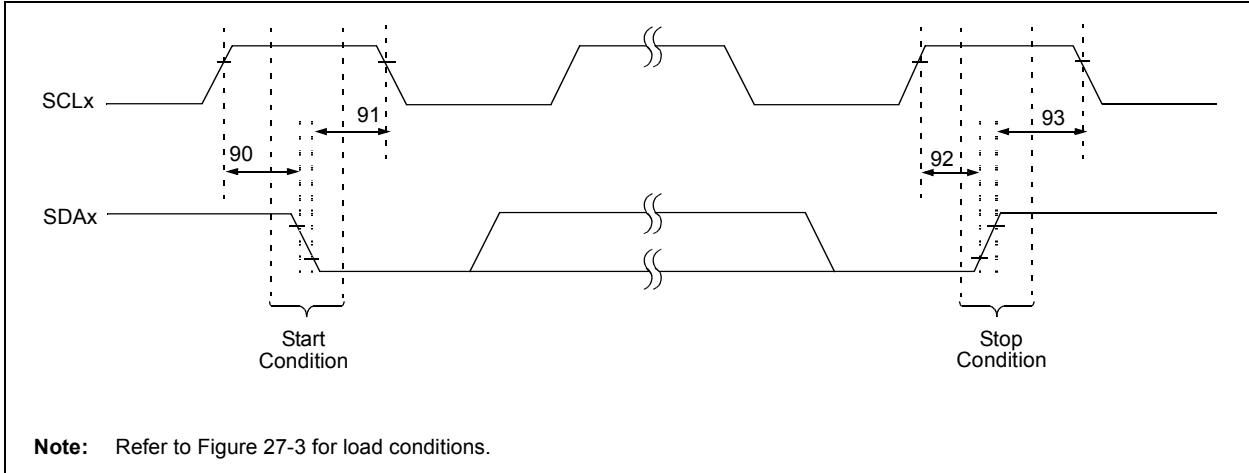 SCLx
91
93
90
92
SDAx
Start
Condition
Stop
Condition
Note: Refer to Figure 27-3 for load conditions.